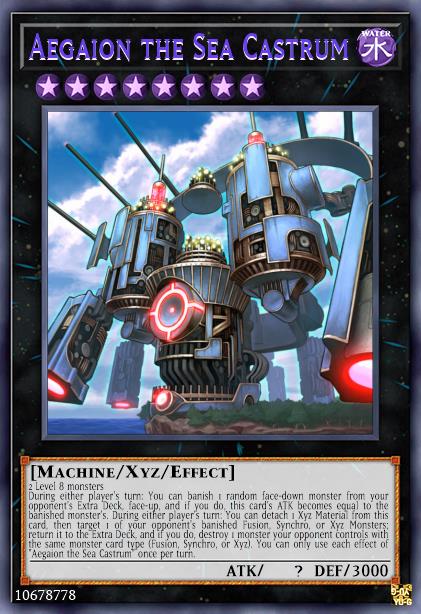 AEGAION THE SEA CASTRUM
WATER
水
[MACHINE/XYZ/EFFECT]
2 Level 8 monsters
During either player's turn: You can banish 1 random face-down monster from your
opponent's Extra Deck, face-up, and if you do, this card's ATK becomes equal to the
banished monster's. During either player's turn: You can detach 1 Xyz Material from this
card, then target 1 of your opponent's banished Fusion, Synchro, or Xyz Monsters;
return it to the Extra Deck, and if you do, destroy 1 monster your opponent controls with
the same monster card type (Fusion, Synchro, or Xyz). You can only use each effect of
"Aegaion the Sea Castrum" once per turn.
ATK/ ? DEF/3000
10678778